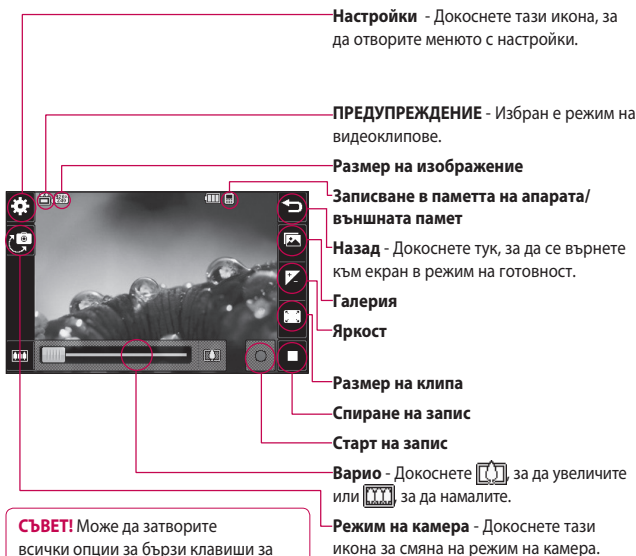 Настройки - Докоснете тази икона, за
да отворите менюто с настройки.
ПРЕДУПРЕЖДЕНИЕ - Избран е режим на
видеоклипове.
Размер на изображение
Записване в паметта на апарата/
външната памет
Назад - Докоснете тук, за да се върнете
към екран в режим на готовност.
Галерия
Яркост
Размер на клипа
Спиране на запис
Старт на запис
Варио - Докоснете , за да увеличите
или , за да намалите.
Режим на камера - Докоснете тази
икона за смяна на режим на камера.
СЪВЕТ! Може да затворите
всички опции за бързи клавиши за